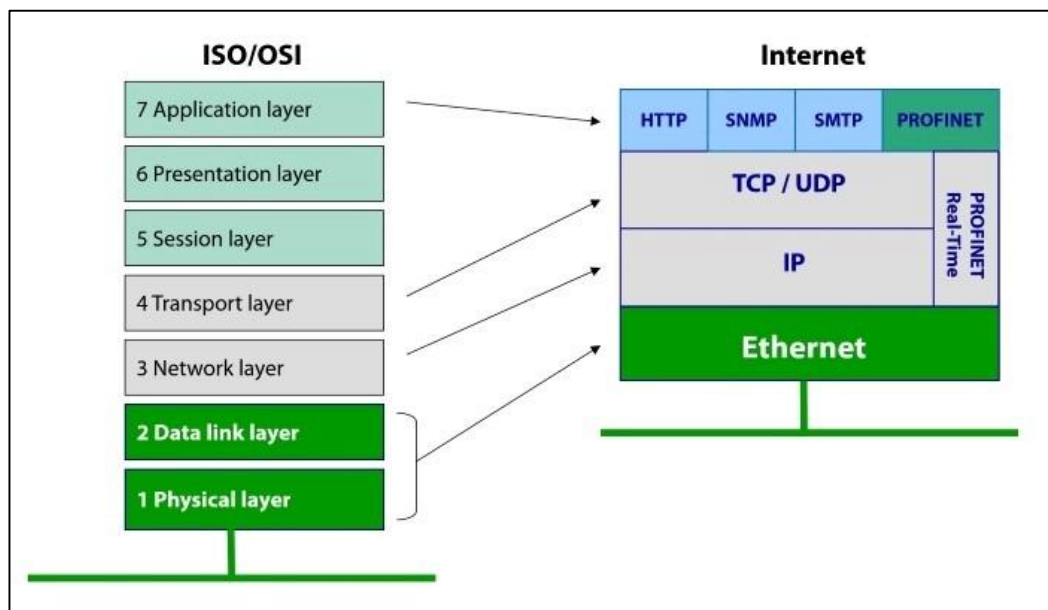 ISO/OSI
7 Application layer
6 Presentation layer
5 Session layer
4 Transport layer
3 Network layer
2 Data link layer
1 Physical layer
Internet
HTTP
SNMP
SMTP
PROFINET
TCP / UDP
IP
PROFINET
Real-Time
Ethernet